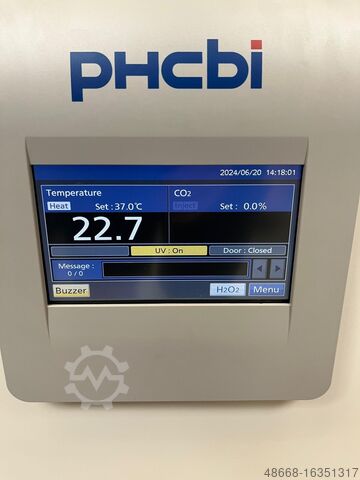 PHCbi
2024/06/20 14:18:01
Temperature
CO2
Heat Set : 37.0℃
Inject Set : 0.0%
22.7
UV : On
Door : Closed
Message :
0 / 0
Buzzer
H2O2
Menu
48668-16351317